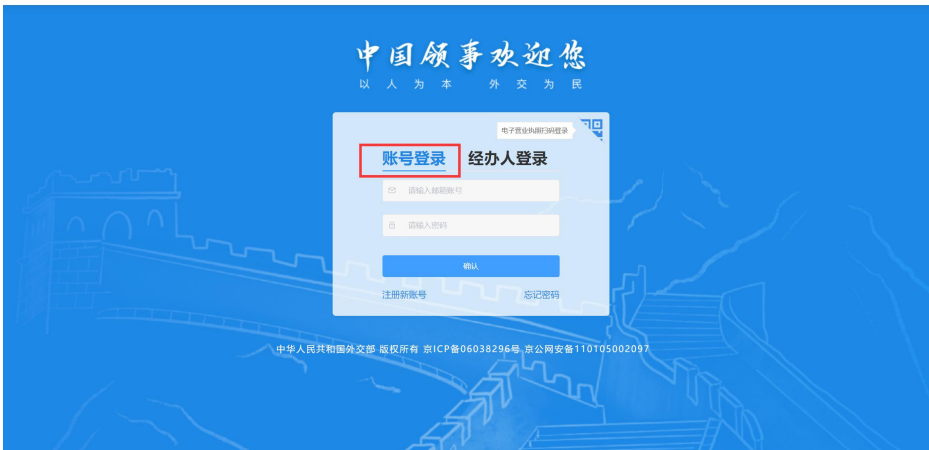 中国领事欢迎您
以人为本 外交为民
电子营业执照扫码登录
账号登录 经办人登录
请输入邮箱账号
请输入密码
确认
注册新账号 忘记密码
中华人民共和国外交部 版权所有 京ICP备06038296号 京公网安备110105002097